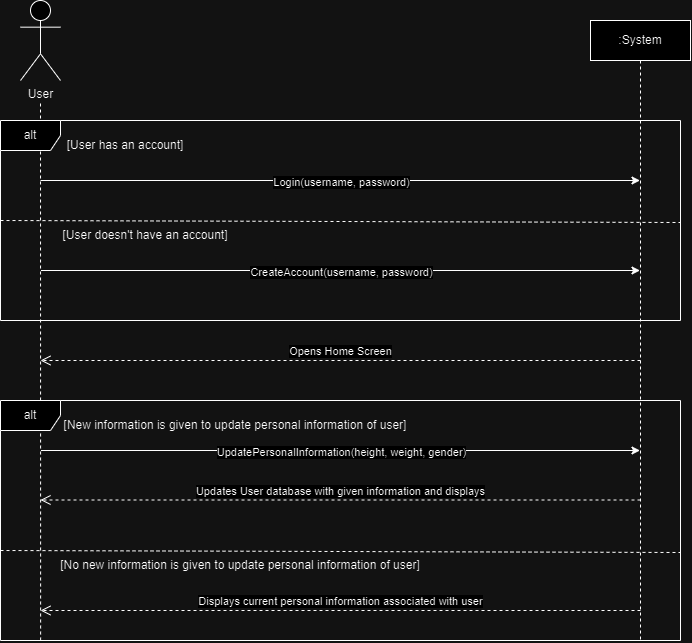 :System
User
alt
[User has an account]
Login(username, password)
[User doesn't have an account]
CreateAccount(username, password)
Opens Home Screen
alt
[New information is given to update personal information of user]
UpdatePersonalInformation(height, weight, gender)
Updates User database with given information and displays
[No new information is given to update personal information of user]
Displays current personal information associated with user